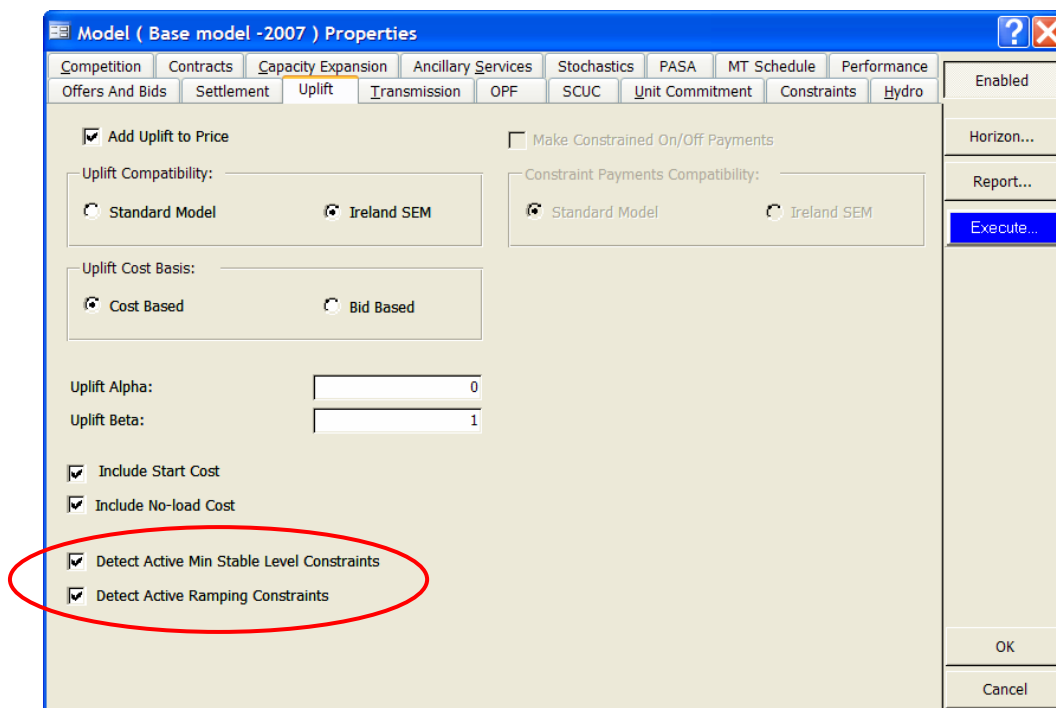 Model ( Base model -2007 ) Properties
?
Competition Contracts Capacity Expansion Ancillary Services Stochastics PASA MT Schedule Performance
Offers And Bids Settlement Uplift Transmission OPF SCUC Unit Commitment Constraints Hydro
Enabled
Horizon...
Report...
Execute...
Add Uplift to Price
Make Constrained On/Off Payments
Uplift Compatibility:
Standard Model Ireland SEM
Constraint Payments Compatibility:
Standard Model Ireland SEM
Uplift Cost Basis:
Cost Based Bid Based
Uplift Alpha: 0
Uplift Beta: 1
Include Start Cost
Include No-load Cost
Detect Active Min Stable Level Constraints
Detect Active Ramping Constraints
OK
Cancel